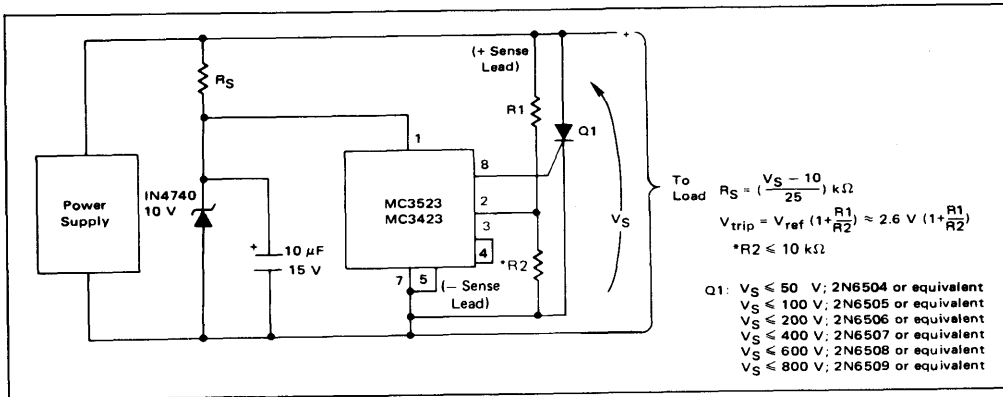 (+ Sense
Lead)
+
RS
R1
Q1
1
8
2
3
4
5
7
MC3523
MC3423
Power
Supply
IN4740
10 V
+
10 μF
15 V
*R2
(− Sense
Lead)
VS
To
Load
RS = (VS − 10 / 25) kΩ
Vtrip = Vref (1+R1/R2) ≈ 2.6 V (1+R1/R2)
*R2 ⩽ 10 kΩ
Q1: VS ⩽ 50 V; 2N6504 or equivalent
VS ⩽ 100 V; 2N6505 or equivalent
VS ⩽ 200 V; 2N6506 or equivalent
VS ⩽ 400 V; 2N6507 or equivalent
VS ⩽ 600 V; 2N6508 or equivalent
VS ⩽ 800 V; 2N6509 or equivalent